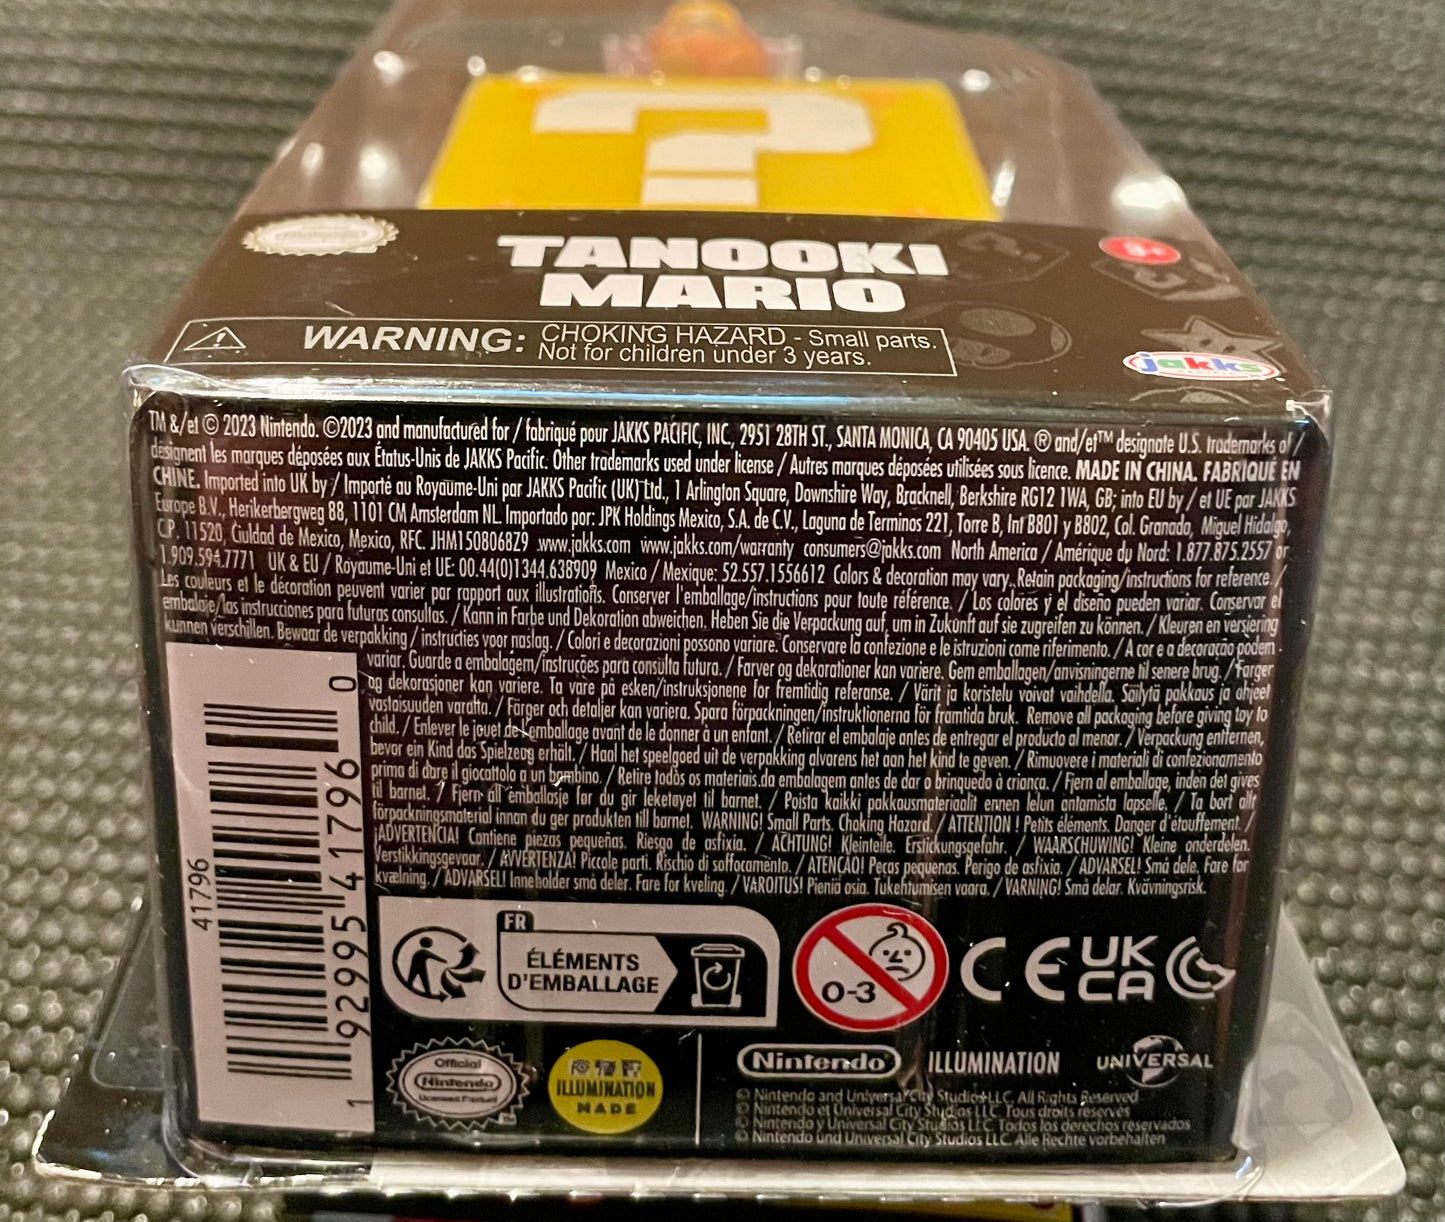 TANOOKI
MARIO
3+
WARNING: CHOKING HAZARD - Small parts.
Not for children under 3 years.
jakks
TM &/et © 2023 Nintendo. ©2023 and manufactured for / fabriqué pour JAKKS PACIFIC, INC, 2951 28TH ST., SANTA MONICA, CA 90405 USA. ® and/et™ designate U.S. trademarks of /
désignent les marques déposées aux États-Unis de JAKKS Pacific. Other trademarks used under license / Autres marques déposées utilisées sous licence. MADE IN CHINA. FABRIQUÉ EN
CHINE. Imported into UK by / Importé au Royaume-Uni par JAKKS Pacific (UK) Ltd., 1 Arlington Square, Downshire Way, Bracknell, Berkshire RG12 1WA, GB; into EU by / et UE par JAKKS
Europe B.V., Herikerbergweg 88, 1101 CM Amsterdam NL. Importado por: JPK Holdings Mexico, S.A. de C.V., Laguna de Terminos 221, Torre B, Int B801 y B802, Col. Granada, Miguel Hidalgo,
C.P. 11520, Ciuldad de Mexico, Mexico, RFC. JHM1508068Z9 www.jakks.com www.jakks.com/warranty consumers@jakks.com North America / Amérique du Nord: 1.877.875.2557 or
1.909.594.7771 UK & EU / Royaume-Uni et UE: 00.44(0)1344.638909 Mexico / Mexique: 52.557.1556612 Colors & decoration may vary. Retain packaging/instructions for reference. /
Les couleurs et le décoration peuvent varier par rapport aux illustrations. Conserver l'emballage/instructions pour toute référence. / Los colores y el diseño pueden variar. Conservar el
embalaje/las instrucciones para futuras consultas. / Kann in Farbe und Dekoration abweichen. Heben Sie die Verpackung auf, um in Zukunft auf sie zugreifen zu können. / Kleuren en versiering
kunnen verschillen. Bewaar de verpakking / instructies voor naslag. / Colori e decorazioni possono variare. Conservare la confezione e le istruzioni come riferimento. / A cor e a decoração podem
variar. Guarde a embalagem/instruções para consulta futura. / Farver og dekorationer kan variere. Gem emballagen/anvisningerne til senere brug. / Farger
og dekorasjoner kan variere. Ta vare på esken/instruksjonene for fremtidig referanse. / Värit ja koristelu voivat vaihdella. Säilytä pakkaus ja ohjeet
vastaisuuden varalta. / Färger och detaljer kan variera. Spara förpackningen/instruktionerna för framtida bruk. Remove all packaging before giving toy to
child. / Enlever le jouet de l'emballage avant de le donner à un enfant. / Retirar el embalaje antes de entregar el producto al menor. / Verpackung entfernen,
bevor ein Kind das Spielzeug erhält. / Haal het speelgoed uit de verpakking alvorens het aan het kind te geven. / Rimuovere i materiali di confezionamento
prima di dare il giocattolo a un bambino. / Retire todos os materiais da embalagem antes de dar o brinquedo à criança. / Fjern al emballage, inden det gives
til barnet. / Fjern all emballasje før du gir leketøyet til barnet. / Poista kaikki pakkausmateriaalit ennen lelun antamista lapselle. / Ta bort allt
förpackningsmaterial innan du ger produkten till barnet. WARNING! Small Parts. Choking Hazard. / ATTENTION ! Petits éléments. Danger d'étouffement. /
¡ADVERTENCIA! Contiene piezas pequeñas. Riesgo de asfixia. / ACHTUNG! Kleinteile. Erstickungsgefahr. / WAARSCHUWING! Kleine onderdelen.
Verstikkingsgevaar. / AVVERTENZA! Piccole parti. Rischio di soffocamento. / ATENÇAO! Peças pequenas. Perigo de asfixia. / ADVARSEL! Små dele. Fare for
kvælning. / ADVARSEL! Inneholder små deler. Fare for kveling. / VAROITUS! Pieniä osia. Tukehtumisen vaara. / VARNING! Små delar. Kvävningsrisk.
41796
1 92995 41796 0
FR
ÉLÉMENTS
D'EMBALLAGE
0-3
CE UK
CA
Official
Nintendo
Licensed Product
ILLUMINATION
MADE
Nintendo ILLUMINATION UNIVERSAL
© Nintendo and Universal City Studios LLC. All Rights Reserved
© Nintendo et Universal City Studios LLC. Tous droits réservés
© Nintendo y Universal City Studios LLC. Todos los derechos reservados
© Nintendo und Universal City Studios LLC. Alle Rechte vorbehalten